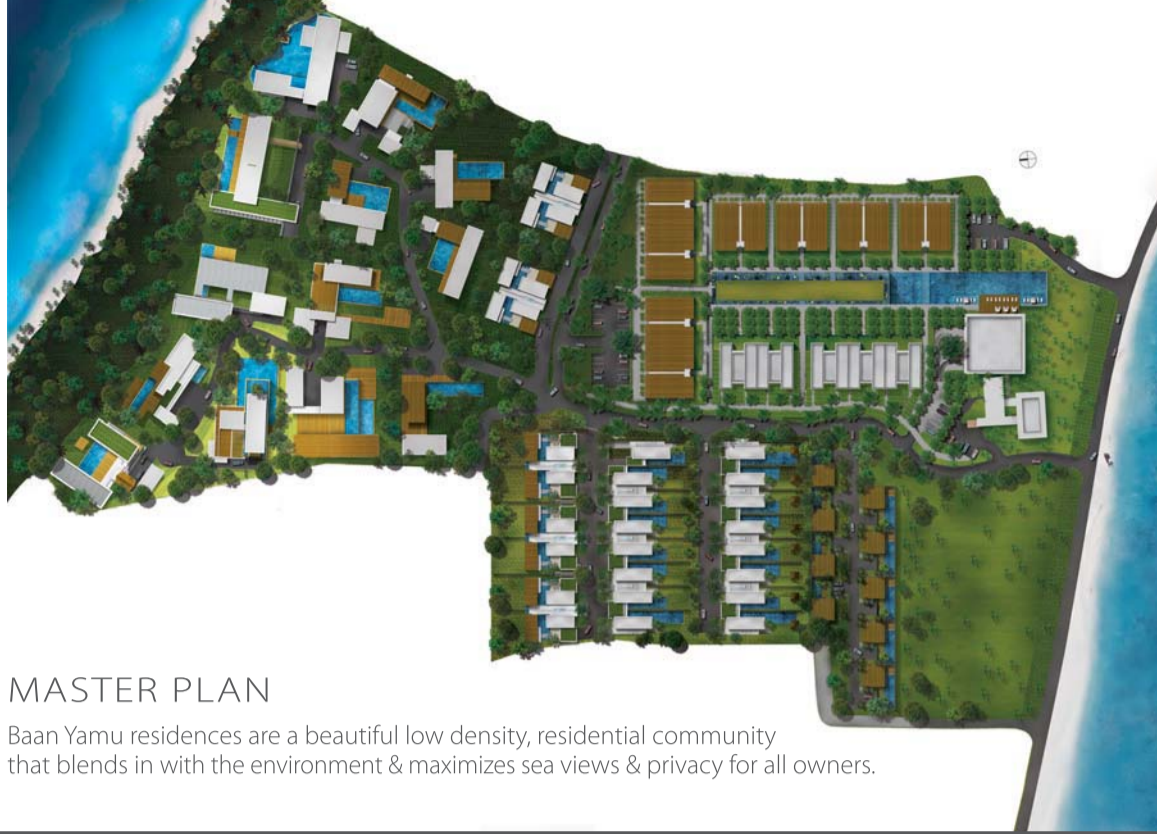 MASTER PLAN
Baan Yamu residences are a beautiful low density, residential community
that blends in with the environment & maximizes sea views & privacy for all owners.